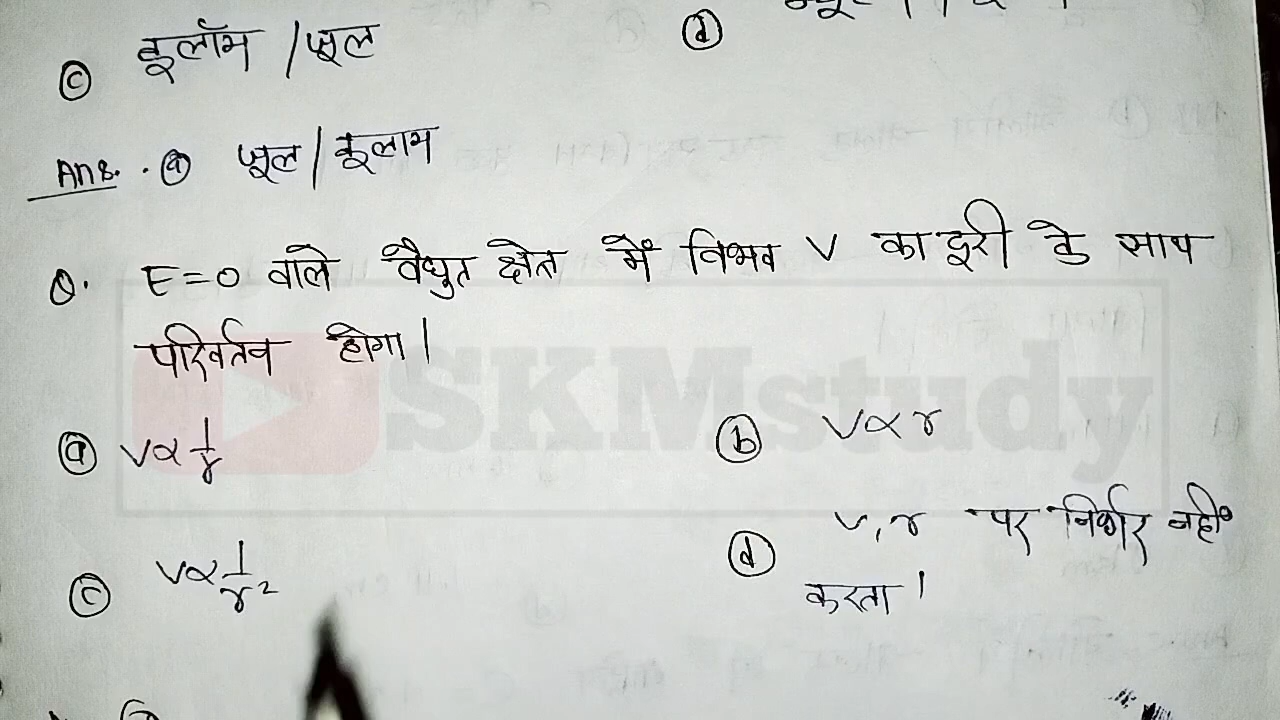 ⓒ कूलॉम / जूल ⓓ
Ans. . ⓐ जूल / कूलाम
Q. E=0 वाले वैधुत क्षेत्र में विभव V का दूरी के साथ
परिवर्तन होगा।
ⓐ V∝1/r ⓑ V∝r
ⓒ V∝1/r² ⓓ V, r पर निर्भर नहीं
करता।
SKMstudy